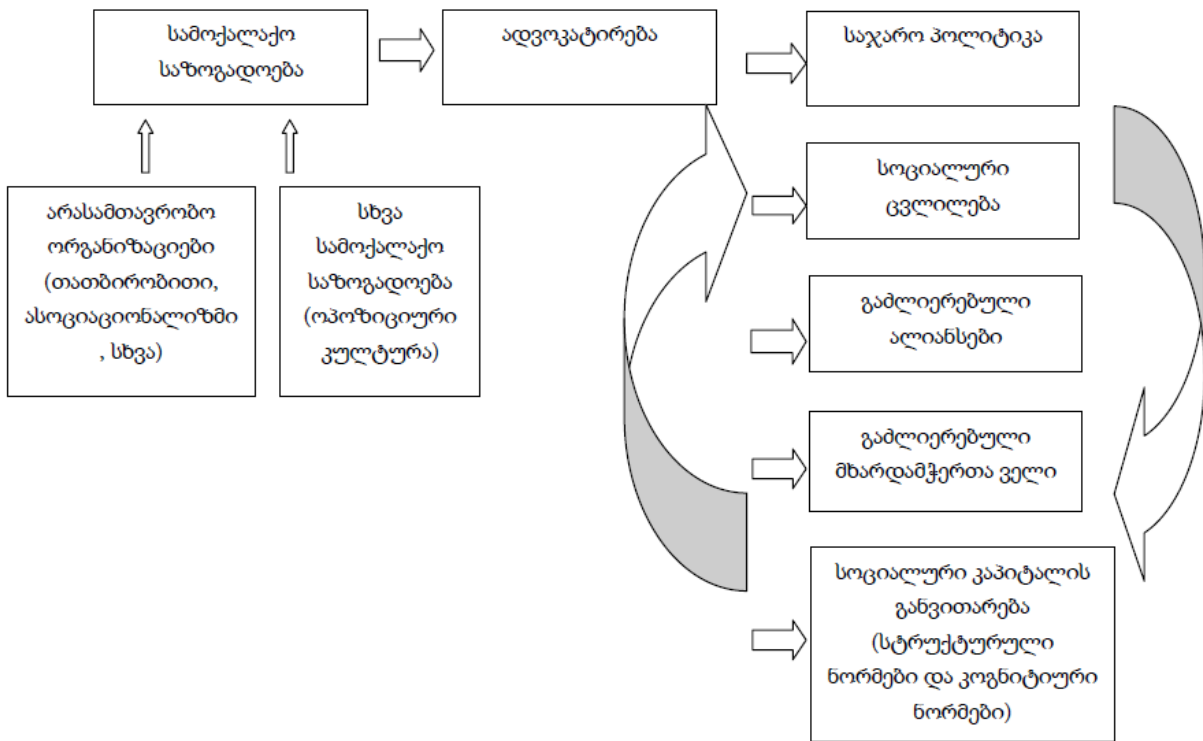 სამოქალაქო
საზოგადოება
ადვოკატირება
საჯარო პოლიტიკა
არასამთავრობო
ორგანიზაციები
(თათბირობითი,
ასოციაციონალიზმი
, სხვა)
სხვა
სამოქალაქო
საზოგადოება
(ოპოზიციური
კულტურა)
სოციალური
ცვლილება
გაძლიერებული
ალიანსები
გაძლიერებული
მხარდამჭერთა ველი
სოციალური კაპიტალის
განვითარება
(სტრუქტურული
ნორმები და კოგნიტიური
ნორმები)